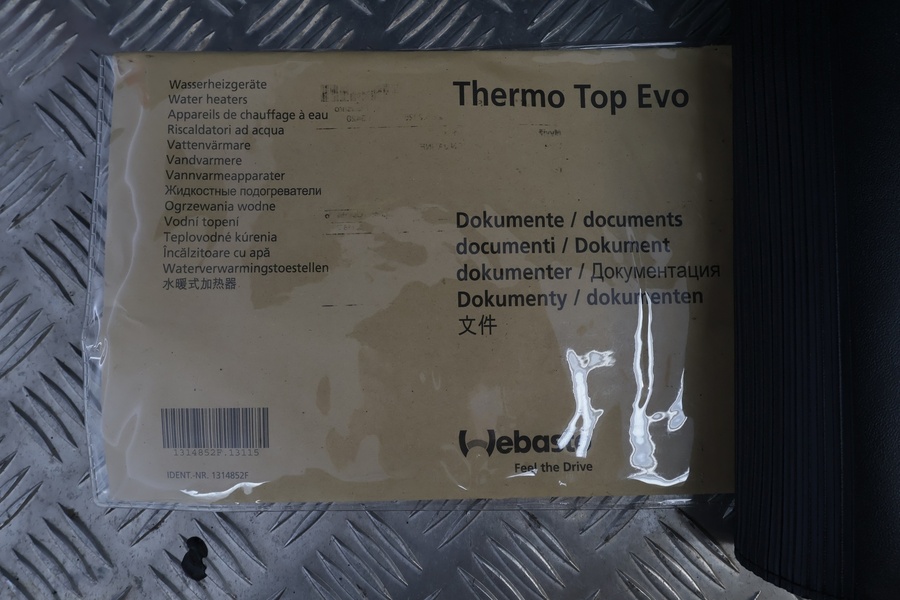 Wasserheizgeräte
Water heaters
Appareils de chauffage à eau
Riscaldatori ad acqua
Vattenvärmare
Vandvarmere
Vannvarmeapparater
Жидкостные подогреватели
Ogrzewania wodne
Vodní topení
Teplovodné kúrenia
Încălzitoare cu apă
Waterverwarmingstoestellen
水暖式加热器
1314852F.13115
IDENT.-NR. 1314852F
Thermo Top Evo
Dokumente / documents
documenti / Dokument
dokumenter / Документация
Dokumenty / dokumenten
文件
Webasto
Feel the Drive